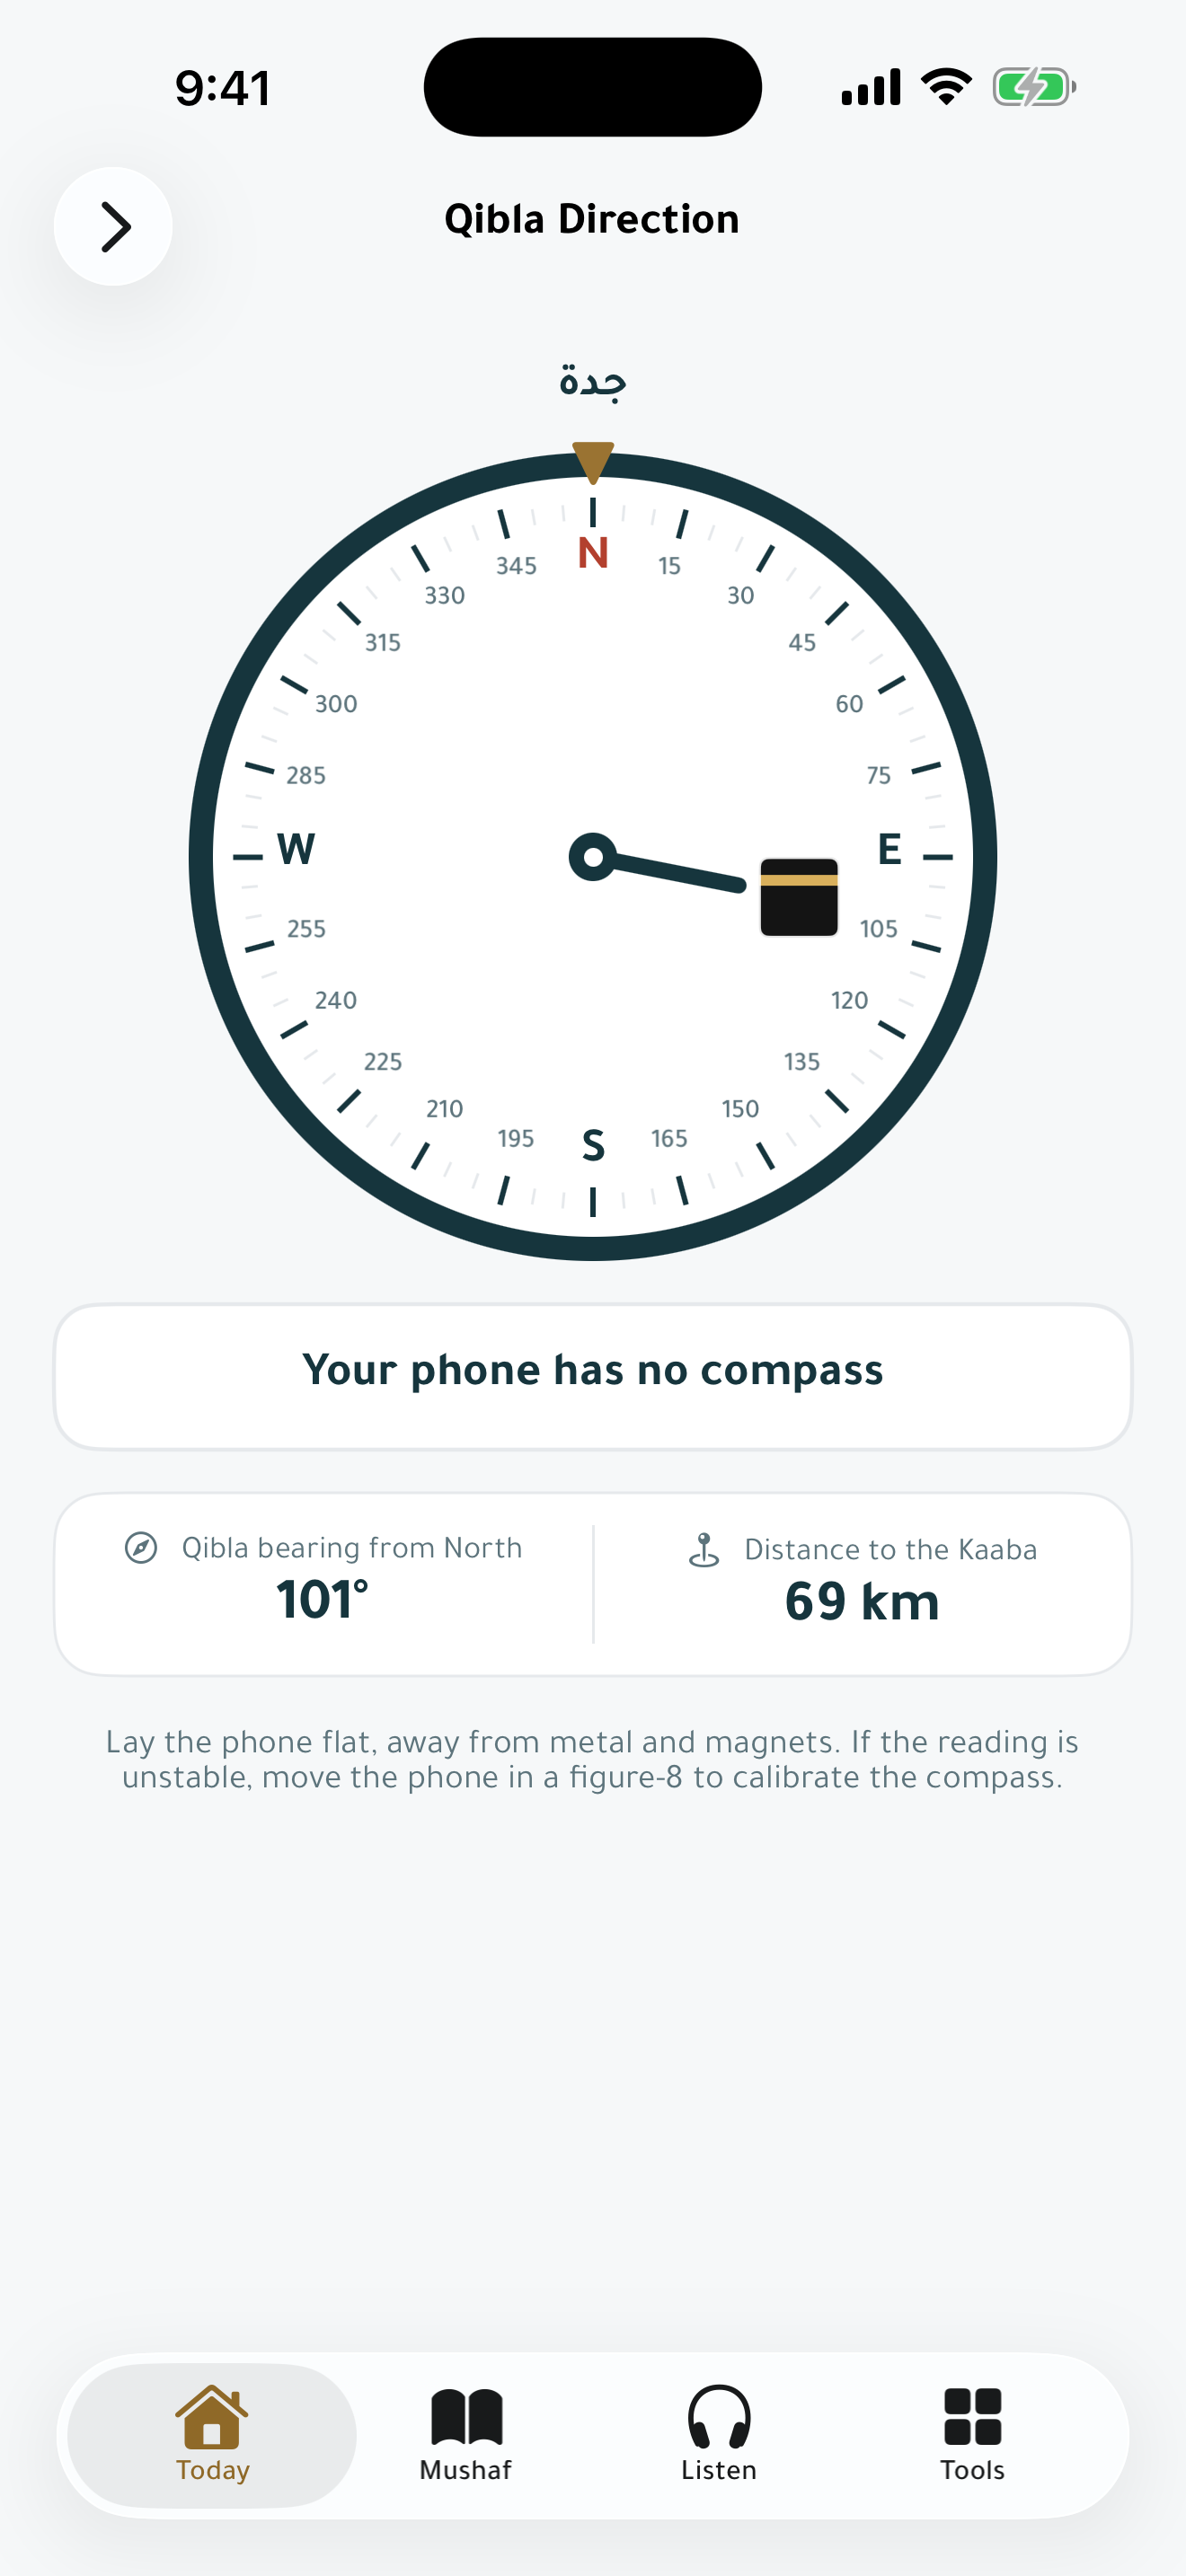 9:41
Qibla Direction
جدة
N
345
15
330
30
315
45
300
60
285
75
W
E
255
105
240
120
225
135
210
150
195
S
165
Your phone has no compass
Qibla bearing from North
101°
Distance to the Kaaba
69 km
Lay the phone flat, away from metal and magnets. If the reading is
unstable, move the phone in a figure-8 to calibrate the compass.
Today
Mushaf
Listen
Tools